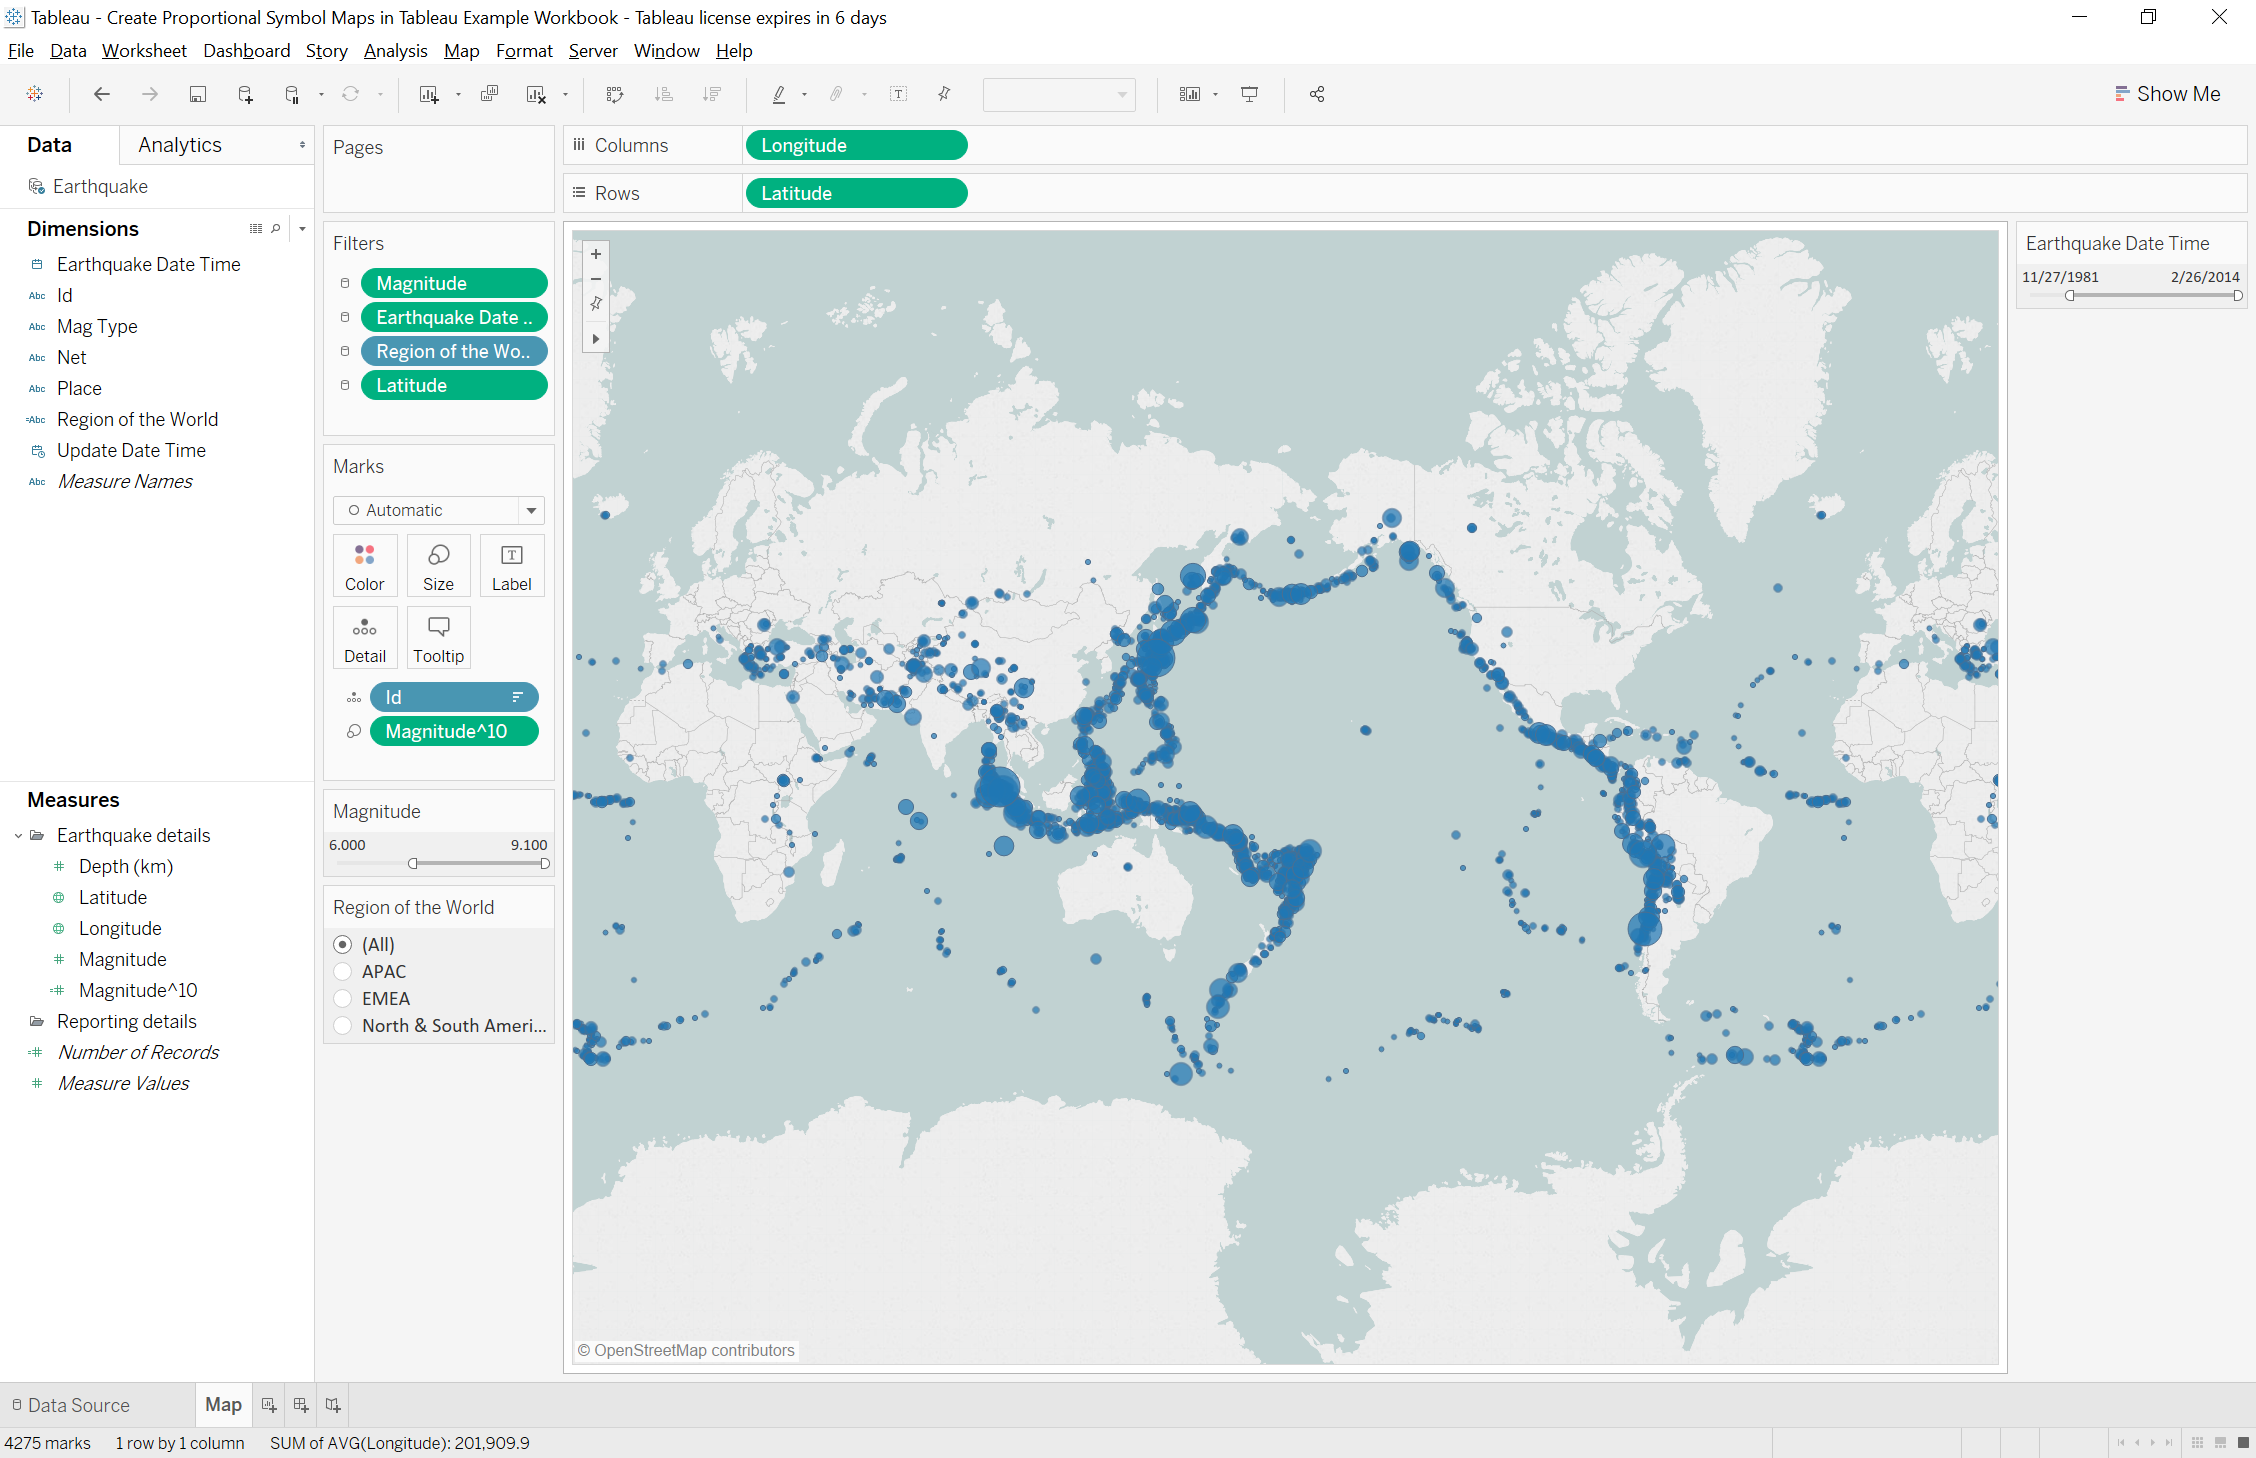 Tableau - Create Proportional Symbol Maps in Tableau Example Workbook - Tableau license expires in 6 days
File Data Worksheet Dashboard Story Analysis Map Format Server Window Help
Show Me
Data Analytics
Earthquake
Dimensions
Earthquake Date Time
Abc Id
Abc Mag Type
Abc Net
Abc Place
=Abc Region of the World
Update Date Time
Abc Measure Names
Measures
Earthquake details
# Depth (km)
Latitude
Longitude
# Magnitude
=# Magnitude^10
Reporting details
=# Number of Records
# Measure Values
Pages
Filters
Magnitude
Earthquake Date ..
Region of the Wo..
Latitude
Marks
Automatic
Color Size Label
Detail Tooltip
Id
Magnitude^10
Magnitude
6.000 9.100
Region of the World
(All)
APAC
EMEA
North & South Ameri...
Columns Longitude
Rows Latitude
© OpenStreetMap contributors
Earthquake Date Time
11/27/1981 2/26/2014
Data Source Map
4275 marks 1 row by 1 column SUM of AVG(Longitude): 201,909.9